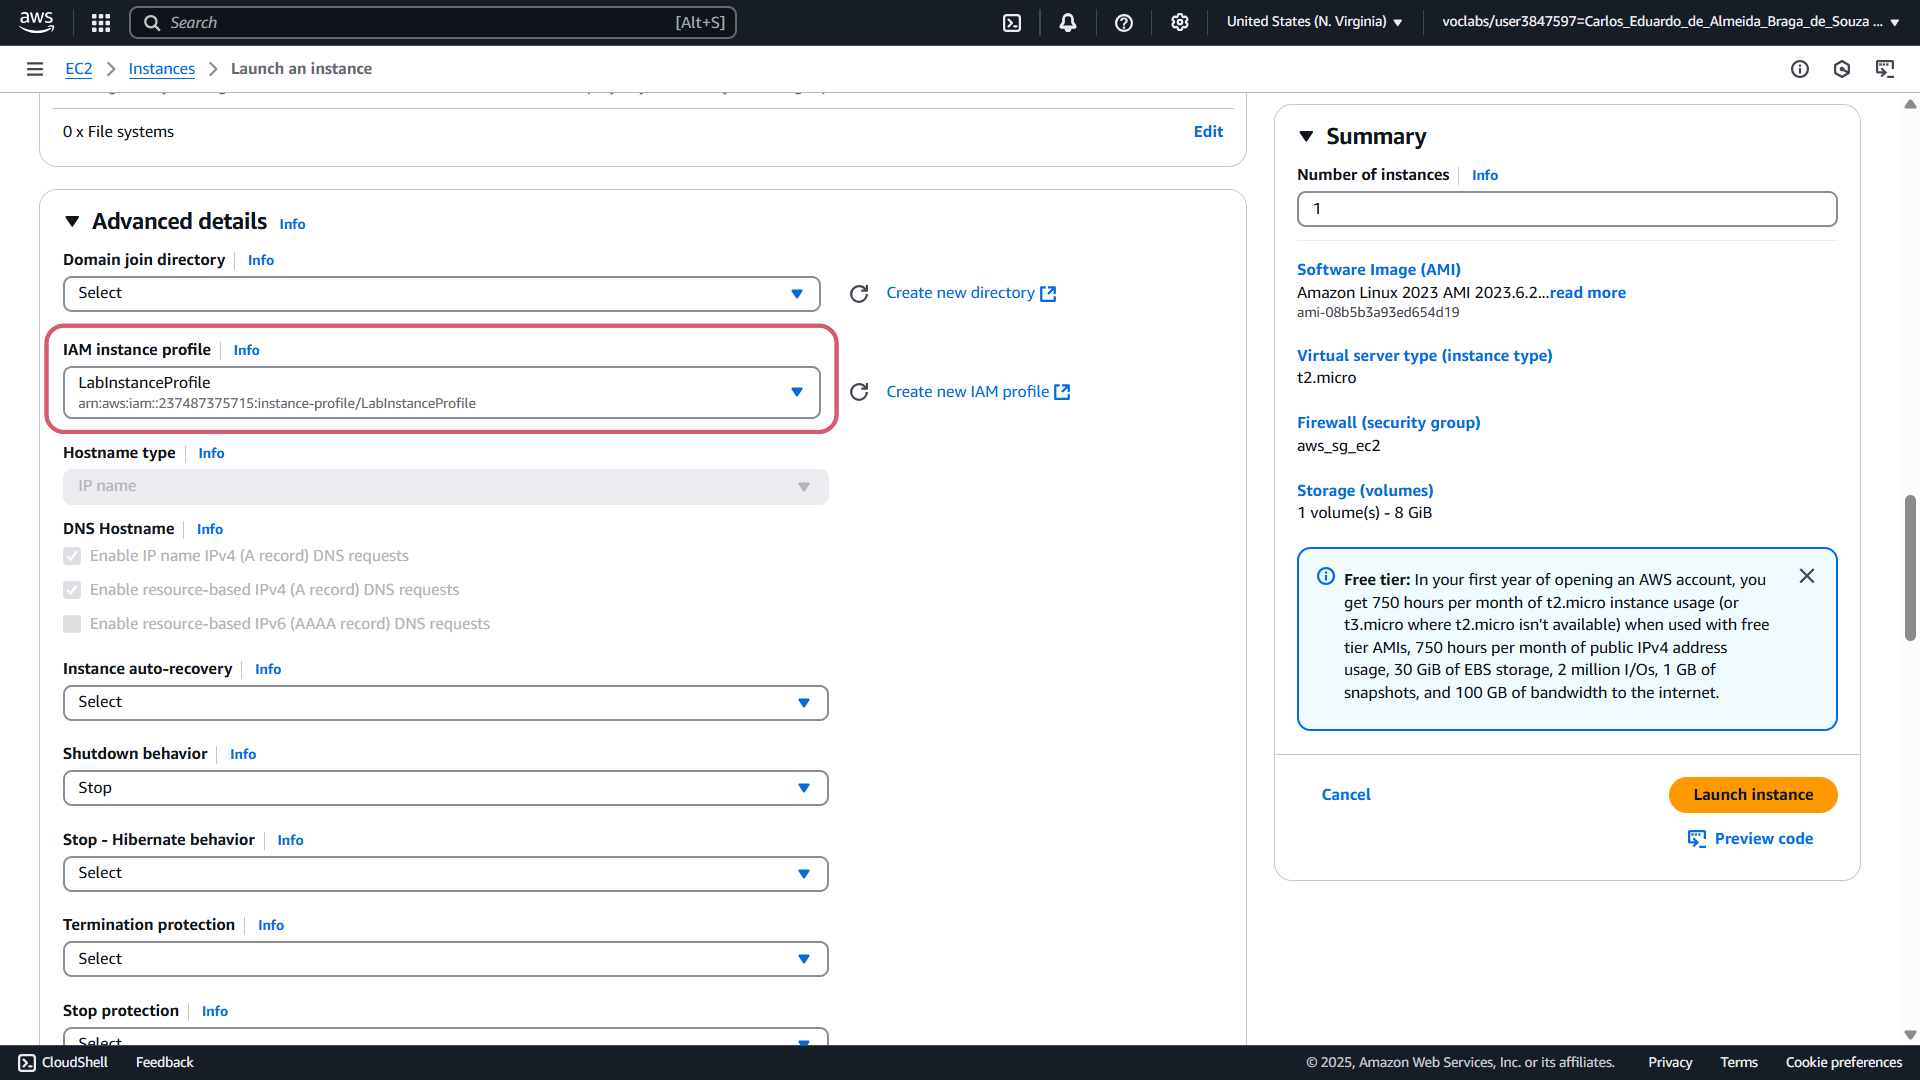 aws
Search
[Alt+S]
United States (N. Virginia)
voclabs/user3847597=Carlos_Eduardo_de_Almeida_Braga_de_Souza ...
EC2
Instances
Launch an instance
0 x File systems
Edit
Advanced details
Info
Domain join directory
Info
Select
Create new directory
IAM instance profile
Info
LabInstanceProfile
arn:aws:iam::237487375715:instance-profile/LabInstanceProfile
Create new IAM profile
Hostname type
Info
IP name
DNS Hostname
Info
Enable IP name IPv4 (A record) DNS requests
Enable resource-based IPv4 (A record) DNS requests
Enable resource-based IPv6 (AAAA record) DNS requests
Instance auto-recovery
Info
Select
Shutdown behavior
Info
Stop
Stop - Hibernate behavior
Info
Select
Termination protection
Info
Select
Stop protection
Info
Select
Summary
Number of instances
Info
1
Software Image (AMI)
Amazon Linux 2023 AMI 2023.6.2...read more
ami-08b5b3a93ed654d19
Virtual server type (instance type)
t2.micro
Firewall (security group)
aws_sg_ec2
Storage (volumes)
1 volume(s) - 8 GiB
Free tier: In your first year of opening an AWS account, you
get 750 hours per month of t2.micro instance usage (or
t3.micro where t2.micro isn't available) when used with free
tier AMIs, 750 hours per month of public IPv4 address
usage, 30 GiB of EBS storage, 2 million I/Os, 1 GB of
snapshots, and 100 GB of bandwidth to the internet.
Cancel
Launch instance
Preview code
CloudShell
Feedback
© 2025, Amazon Web Services, Inc. or its affiliates.
Privacy
Terms
Cookie preferences